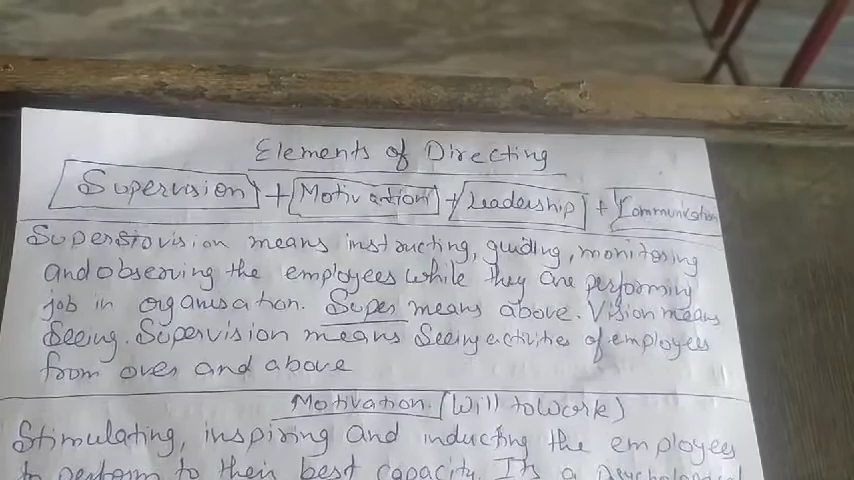 Elements of Directing
Supervision + Motivation + Leadership + Communication
Superstovision means instructing, guiding, monitoring
and observing the employees while they are performing
job in organisation. Super means above. Vision means
Seeing. Supervision means Seeing activities of employees
from over and above
Motivation. (Will to Work)
Stimulating, inspiring and inducting the employees
to perform to their best capacity. Its a Psychological